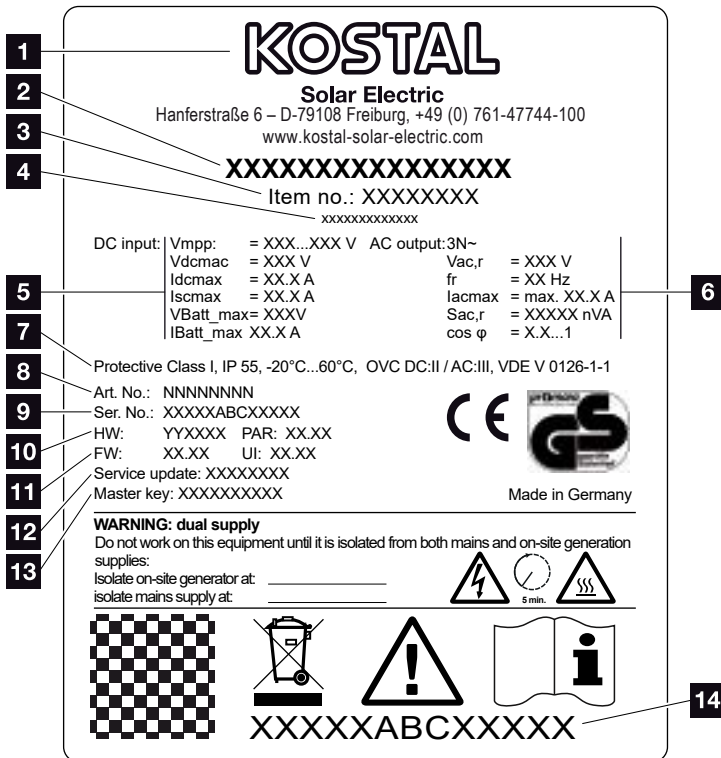 1
KOSTAL
Solar Electric
2
Hanferstraße 6 – D-79108 Freiburg, +49 (0) 761-47744-100
3
www.kostal-solar-electric.com
4
XXXXXXXXXXXXXXXX
Item no.: XXXXXXXX
xxxxxxxxxxxxx
DC input: Vmpp: = XXX...XXX V AC output: 3N~
Vdcmac = XXX V Vac,r = XXX V
5
Idcmax = XX.X A fr = XX Hz
6
Iscmax = XX.X A Iacmax = max. XX.X A
VBatt_max= XXXV Sac,r = XXXXX nVA
IBatt_max XX.X A cos φ = X.X...1
7
Protective Class I, IP 55, -20°C...60°C, OVC DC:II / AC:III, VDE V 0126-1-1
8
Art. No.: NNNNNNNN
9
Ser. No.: XXXXXABCXXXXX
10
HW: YYXXXX PAR: XX.XX
11
FW: XX.XX UI: XX.XX
12
Service update: XXXXXXXX
13
Master key: XXXXXXXXXX
CE
GS
Made in Germany
WARNING: dual supply
Do not work on this equipment until it is isolated from both mains and on-site generation
supplies:
Isolate on-site generator at:
isolate mains supply at:
5 min.
14
XXXXXABCXXXXX